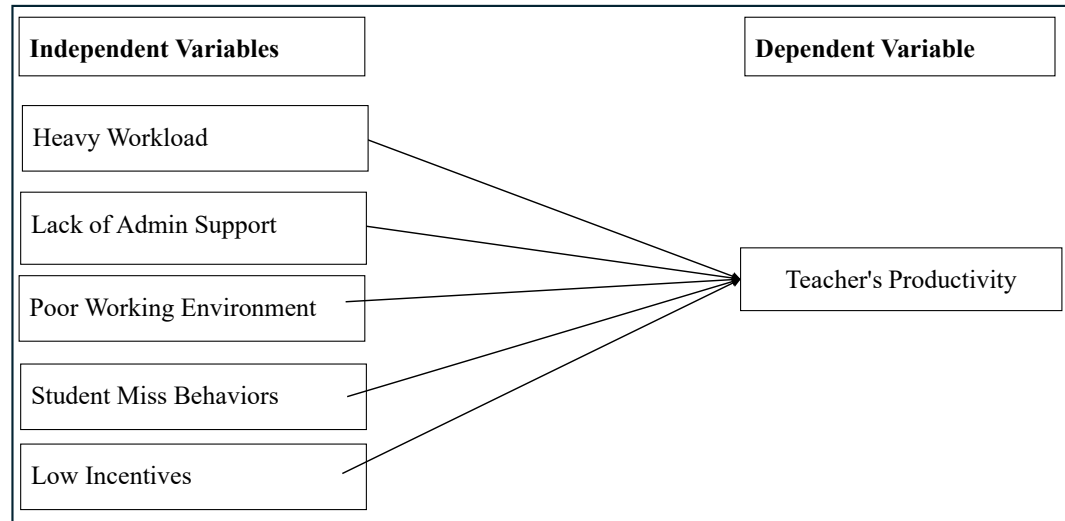 Independent Variables
Dependent Variable
Heavy Workload
Lack of Admin Support
Poor Working Environment
Student Miss Behaviors
Low Incentives
Teacher's Productivity